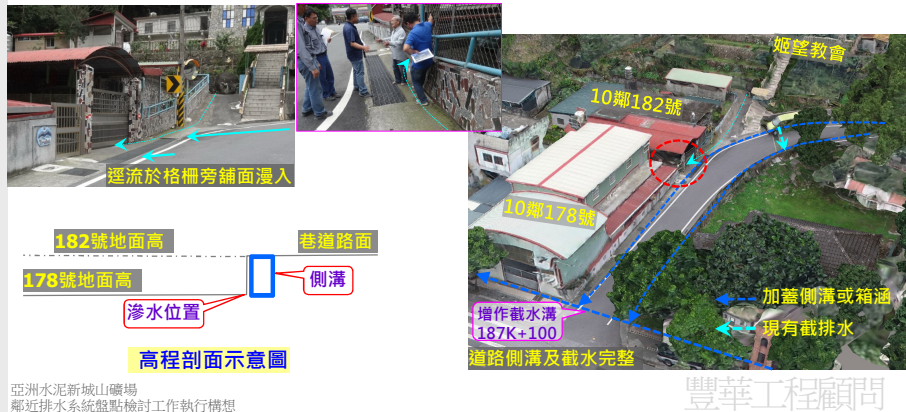 逕流於格柵旁舖面漫入
姬望教會
10鄰182號
10鄰178號
182號地面高
巷道路面
178號地面高
側溝
滲水位置
高程剖面示意圖
增作截水溝
187K+100
加蓋側溝或箱涵
現有截排水
道路側溝及截水完整
亞洲水泥新城山礦場
鄰近排水系統盤點檢討工作執行構想
豐華工程顧問